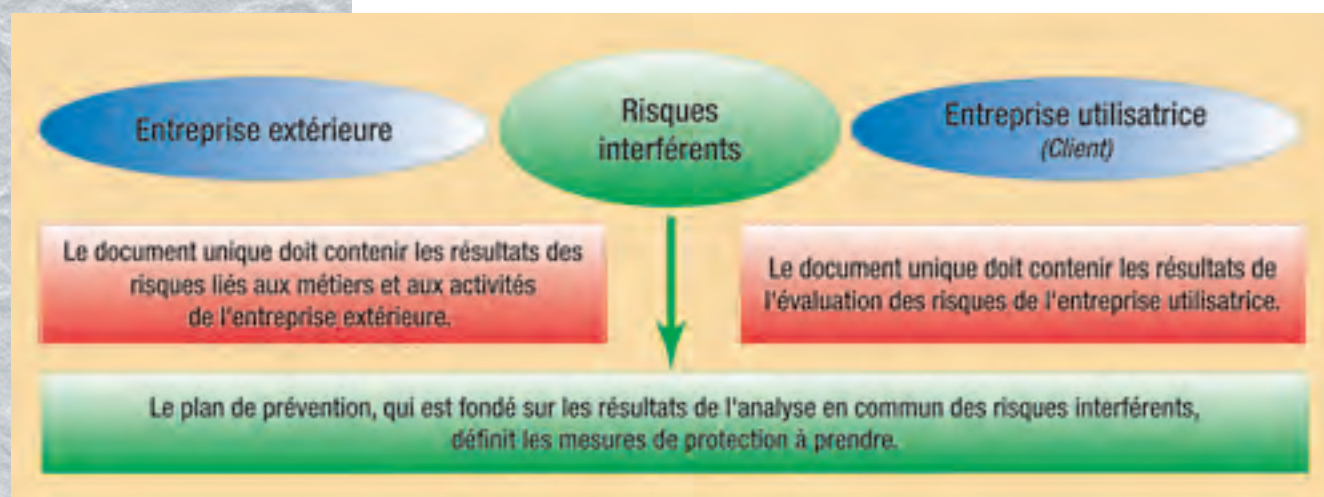 Entreprise extérieure
Risques
interférents
Entreprise utilisatrice
(Client)
Le document unique doit contenir les résultats des
risques liés aux métiers et aux activités
de l'entreprise extérieure.
Le document unique doit contenir les résultats de
l'évaluation des risques de l'entreprise utilisatrice.
Le plan de prévention, qui est fondé sur les résultats de l'analyse en commun des risques interférents,
définit les mesures de protection à prendre.